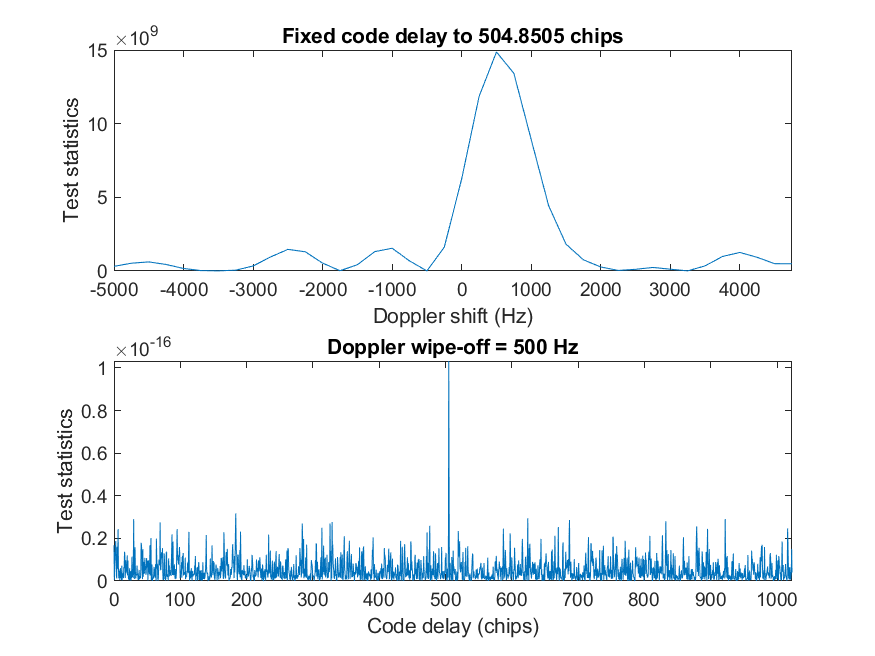 ×10^9
Fixed code delay to 504.8505 chips
15
10
5
0
Test statistics
-5000 -4000 -3000 -2000 -1000 0 1000 2000 3000 4000
Doppler shift (Hz)
×10^-16
Doppler wipe-off = 500 Hz
1
0.8
0.6
0.4
0.2
0
Test statistics
0 100 200 300 400 500 600 700 800 900 1000
Code delay (chips)